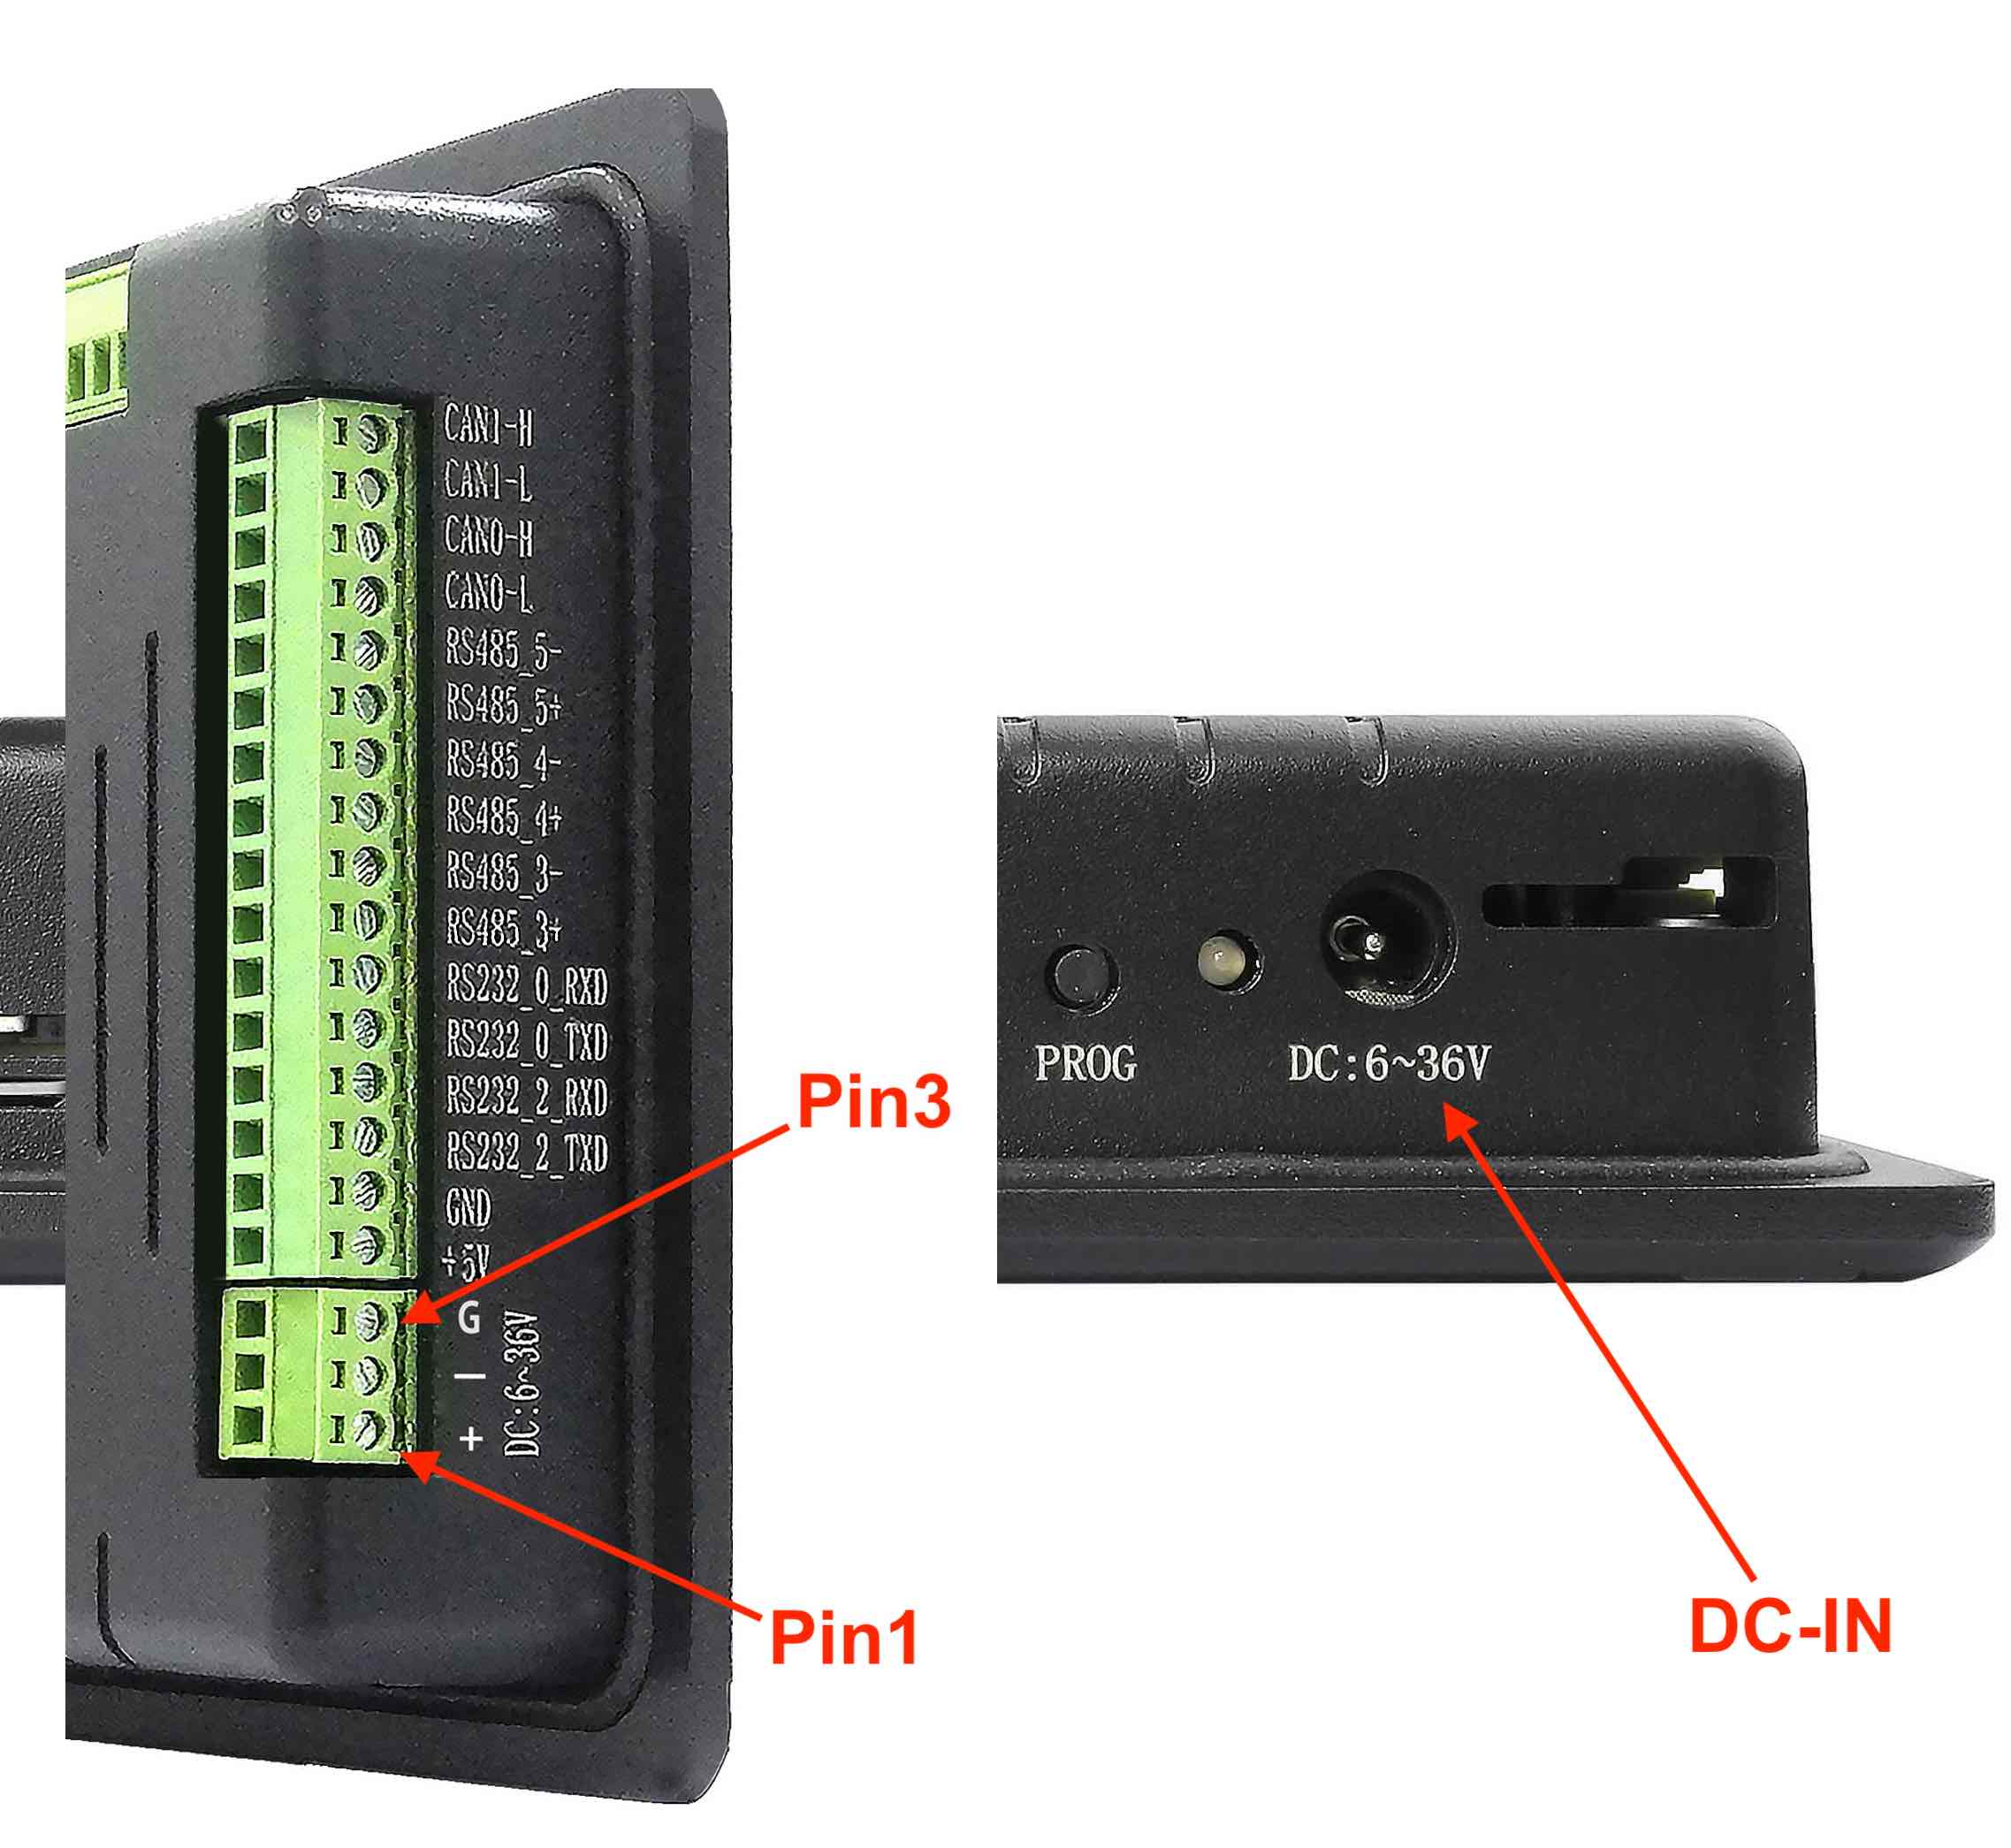 CAN1-H
CAN1-L
CAN0-H
CAN0-L
RS485_5-
RS485_5+
RS485_4-
RS485_4+
RS485_3-
RS485_3+
RS232_0_RXD
RS232_0_TXD
RS232_2_RXD
RS232_2_TXD
GND
+5V
G
−
+
DC:6~36V
Pin3
Pin1
PROG
DC:6~36V
DC-IN